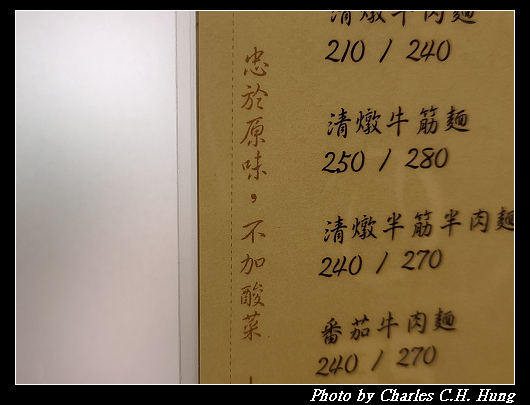 忠於原味，不加酸菜
清燉牛肉麵
210 / 240
清燉牛筋麵
250 / 280
清燉半筋半肉麵
240 / 270
番茄牛肉麵
240 / 270
Photo by Charles C.H. Hung